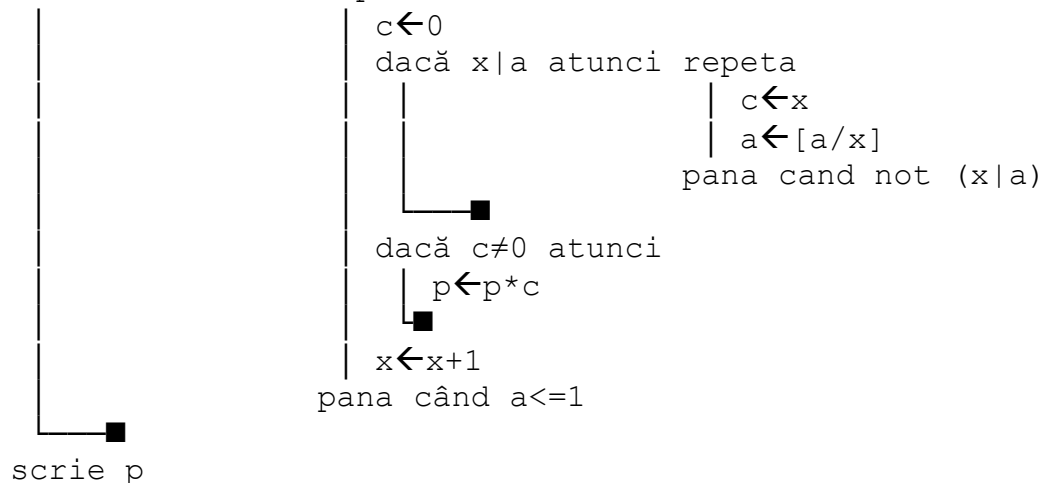 c🡨0
dacă x|a atunci repeta
c🡨x
a🡨[a/x]
pana cand not (x|a)
dacă c≠0 atunci
p🡨p*c
x🡨x+1
pana când a<=1
scrie p